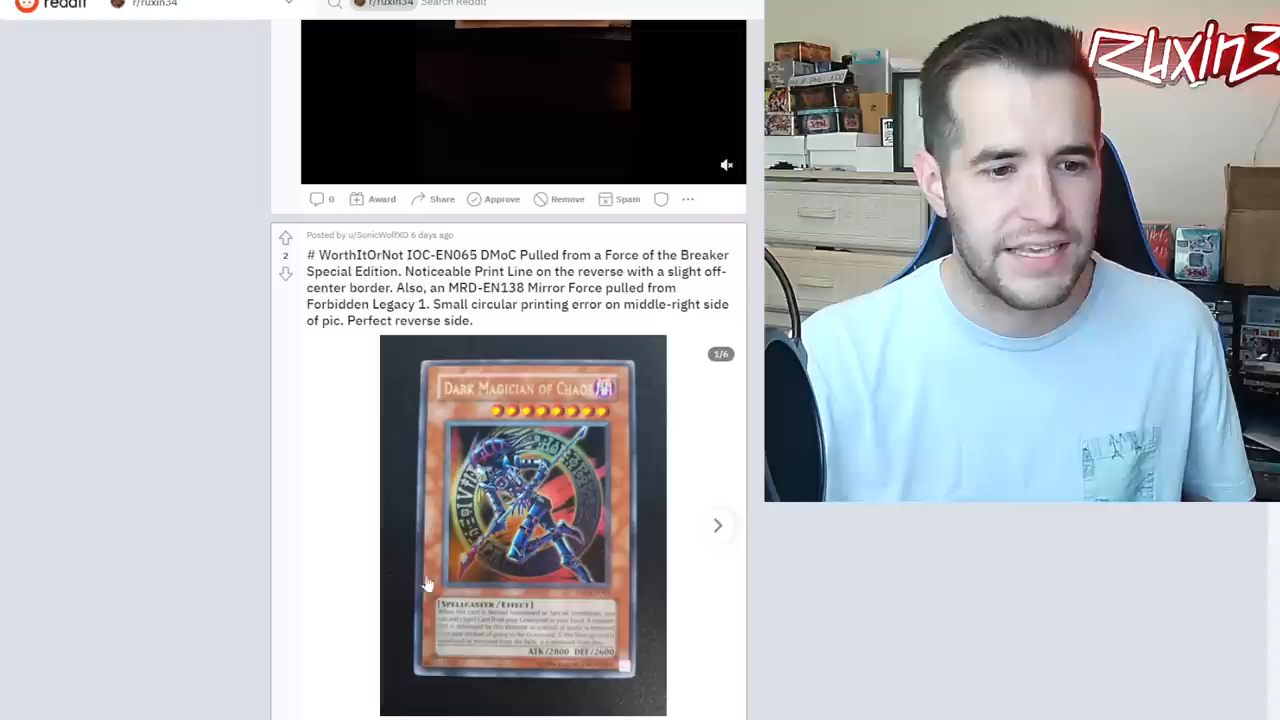 reddit
r/ruxin34
r/ruxin34 Search Reddit
Ruxin3
0 Award Share Approve Remove Spam
Posted by u/SonicWolfXO 6 days ago
2
# WorthItOrNot IOC-EN065 DMoC Pulled from a Force of the Breaker
Special Edition. Noticeable Print Line on the reverse with a slight off-
center border. Also, an MRD-EN138 Mirror Force pulled from
Forbidden Legacy 1. Small circular printing error on middle-right side
of pic. Perfect reverse side.
1/6
Dark Magician of Chaos
[Spellcaster/Effect]
ATK/2800 DEF/2600